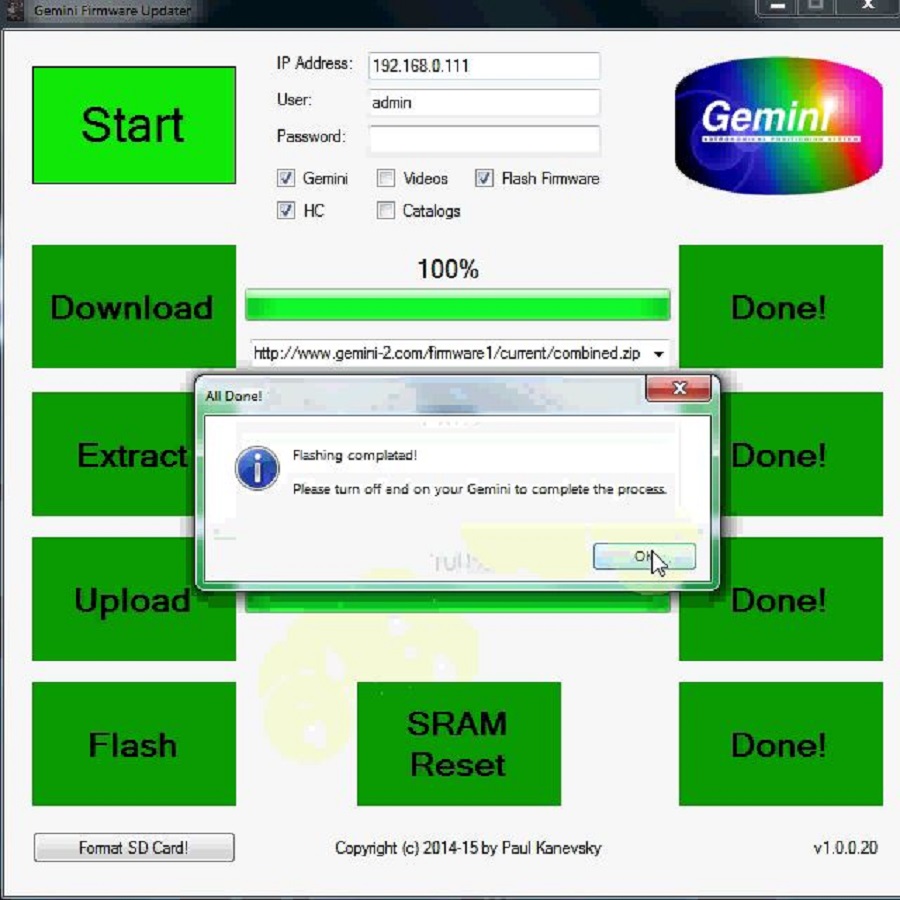 Gemini Firmware Updater
Start
IP Address: 192.168.0.111
User: admin
Password:
Gemini Videos Flash Firmware
HC Catalogs
Gemini
ASTRONOMICAL POSITIONING SYSTEM
100%
Download Done!
http://www.gemini-2.com/firmware1/current/combined.zip
All Done!
Extract Done!
Flashing completed!
Please turn off and on your Gemini to complete the process.
Upload Done!
Flash SRAM Reset Done!
Format SD Card! Copyright (c) 2014-15 by Paul Kanevsky v1.0.0.20